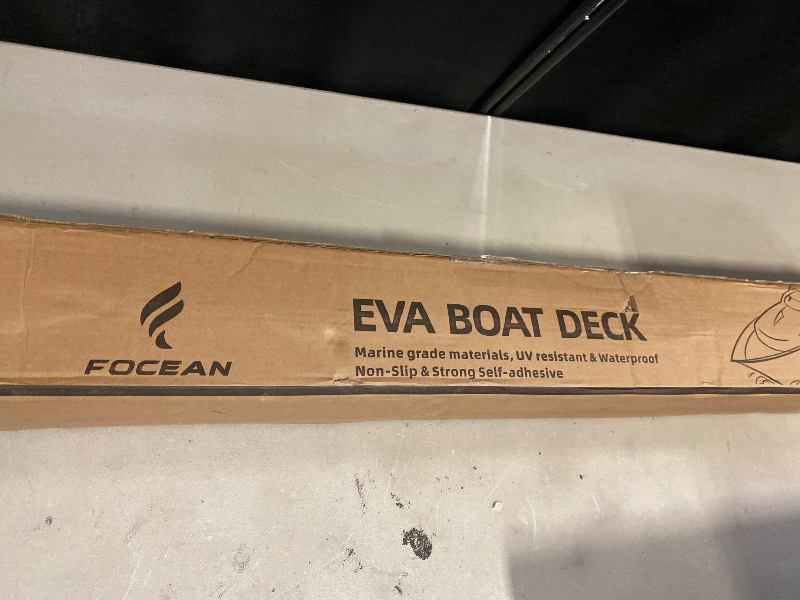 FOCEAN
EVA BOAT DECK
Marine grade materials, UV resistant & Waterproof
Non-Slip & Strong Self-adhesive